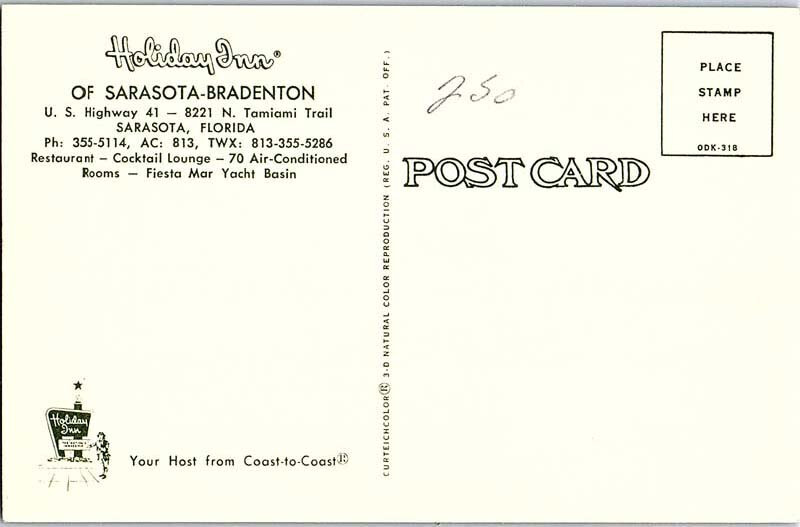 Holiday Inn®
OF SARASOTA-BRADENTON
U. S. Highway 41 — 8221 N. Tamiami Trail
SARASOTA, FLORIDA
Ph: 355-5114, AC: 813, TWX: 813-355-5286
Restaurant — Cocktail Lounge — 70 Air-Conditioned
Rooms — Fiesta Mar Yacht Basin
Holiday
Inn
Your Host from Coast-to-Coast®
CURTEICHCOLOR® 3-D NATURAL COLOR REPRODUCTION (REG. U. S. A. PAT. OFF.)
250
POST CARD
PLACE
STAMP
HERE
ODK-318